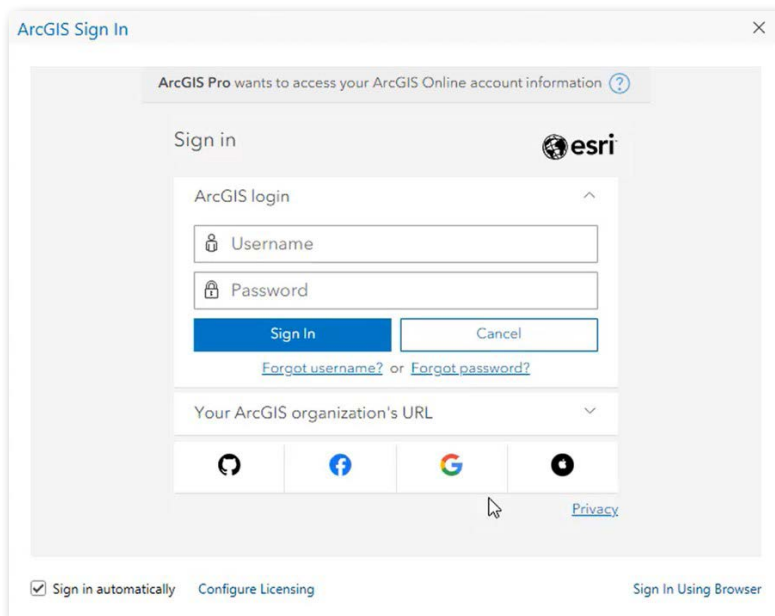 ArcGIS Sign In
ArcGIS Pro wants to access your ArcGIS Online account information ?
Sign in
esri
ArcGIS login
Username
Password
Sign In Cancel
Forgot username? or Forgot password?
Your ArcGIS organization's URL
Privacy
Sign in automatically Configure Licensing Sign In Using Browser